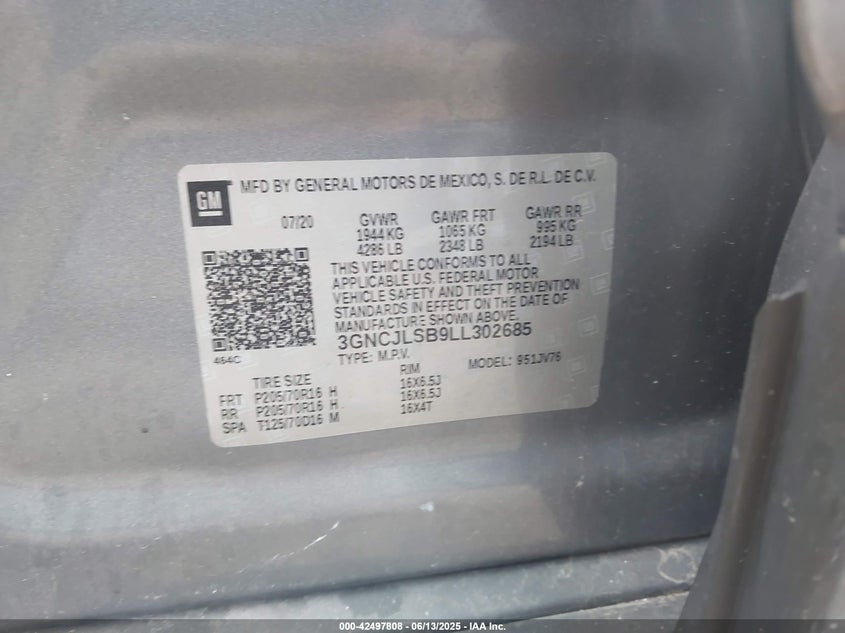 GM
MFD BY GENERAL MOTORS DE MEXICO, S. DE R.L. DE C.V.
07/20 GVWR GAWR FRT GAWR RR
1944 KG 1065 KG 995 KG
4286 LB 2348 LB 2194 LB
THIS VEHICLE CONFORMS TO ALL
APPLICABLE U.S. FEDERAL MOTOR
VEHICLE SAFETY AND THEFT PREVENTION
STANDARDS IN EFFECT ON THE DATE OF
MANUFACTURE SHOWN ABOVE.
3GNCJLSB9LL302685
464C
TYPE: M.P.V. MODEL: 951JV76
TIRE SIZE RIM
FRT P205/70R16 H 16X6.5J
RR P205/70R16 H 16X6.5J
SPA T125/70D16 M 16X4T
000-42497808 - 06/13/2025 - IAA Inc.